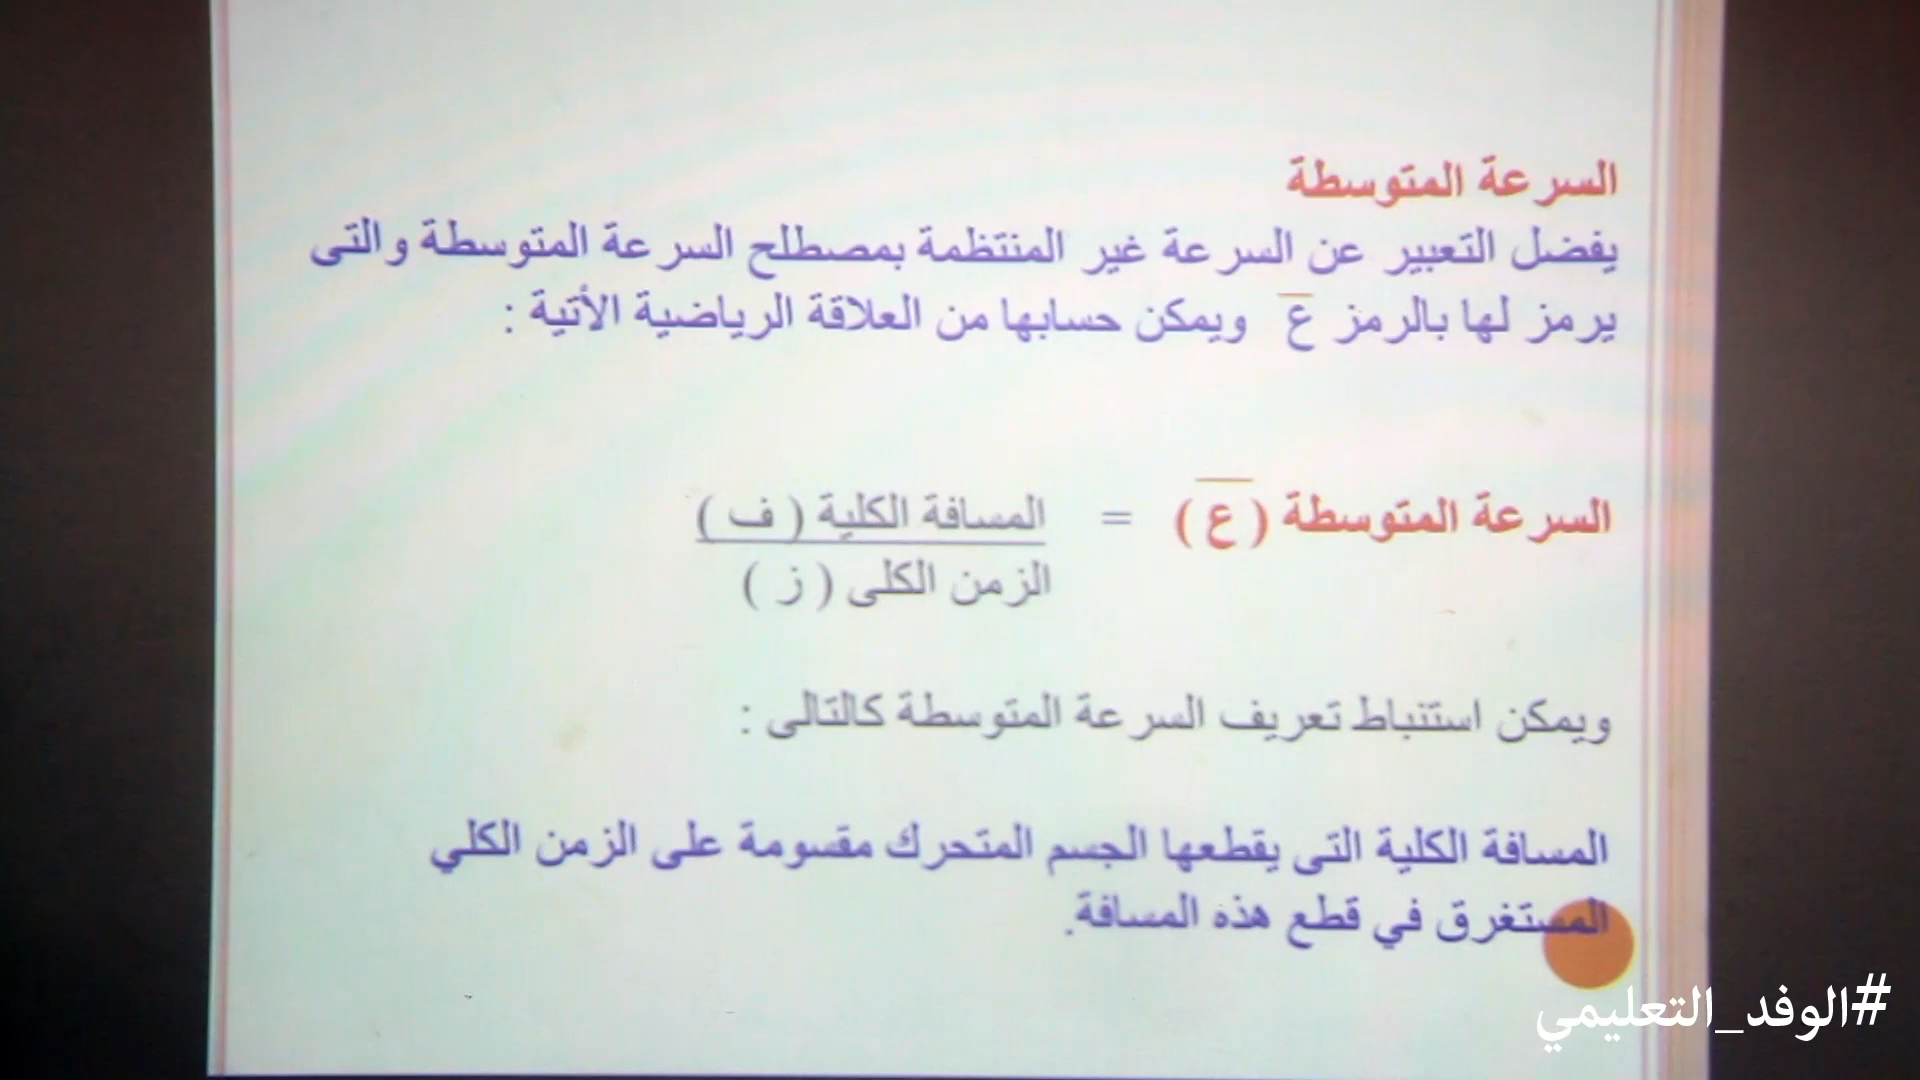 السرعة المتوسطة
يفضل التعبير عن السرعة غير المنتظمة بمصطلح السرعة المتوسطة والتى
يرمز لها بالرمز ع̅ ويمكن حسابها من العلاقة الرياضية الأتية :
السرعة المتوسطة ( ع̅ ) = المسافة الكلية ( ف )
الزمن الكلى ( ز )
ويمكن استنباط تعريف السرعة المتوسطة كالتالى :
المسافة الكلية التى يقطعها الجسم المتحرك مقسومة على الزمن الكلي
المستغرق في قطع هذه المسافة.
#الوفد_التعليمي